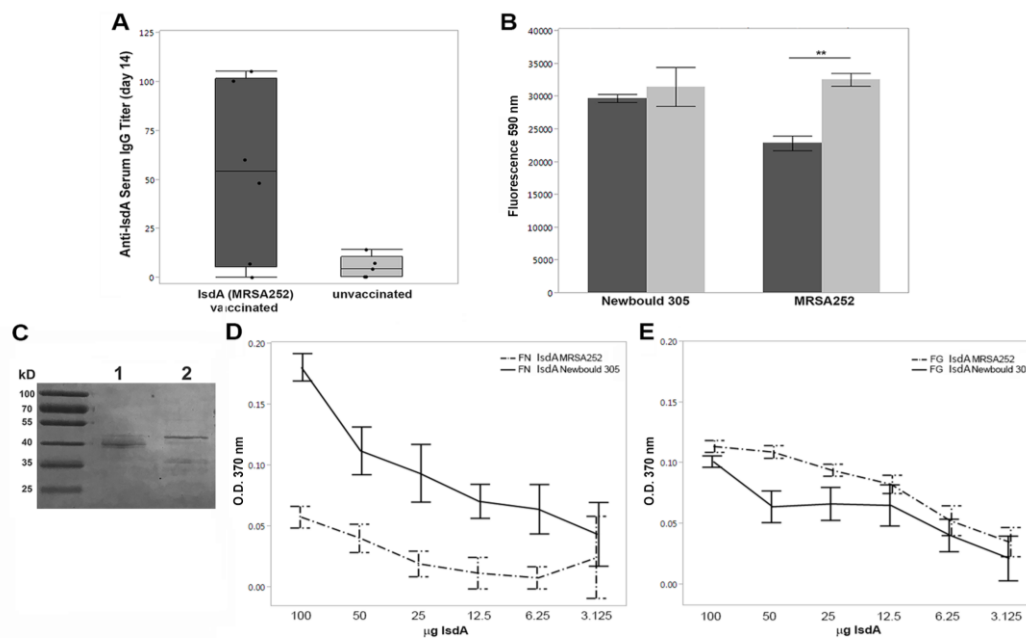 A
Anti-IsdA Serum IgG Titer (day 14)
125
100
75
50
25
0
IsdA (MRSA252)
vaccinated
unvaccinated
B
Fluorescence 590 nm
40000
35000
30000
25000
20000
15000
10000
5000
0
**
Newbould 305
MRSA252
C
kD
1
2
100
70
55
40
35
25
D
O.D. 370 nm
0.20
0.15
0.10
0.05
0.00
FN IsdA MRSA252
FN IsdA Newbould 305
100
50
25
12.5
6.25
3.125
µg IsdA
E
O.D. 370 nm
0.20
0.15
0.10
0.05
0.00
FG IsdA MRSA252
FG IsdA Newbould 30
100
50
25
12.5
6.25
3.125
µg IsdA